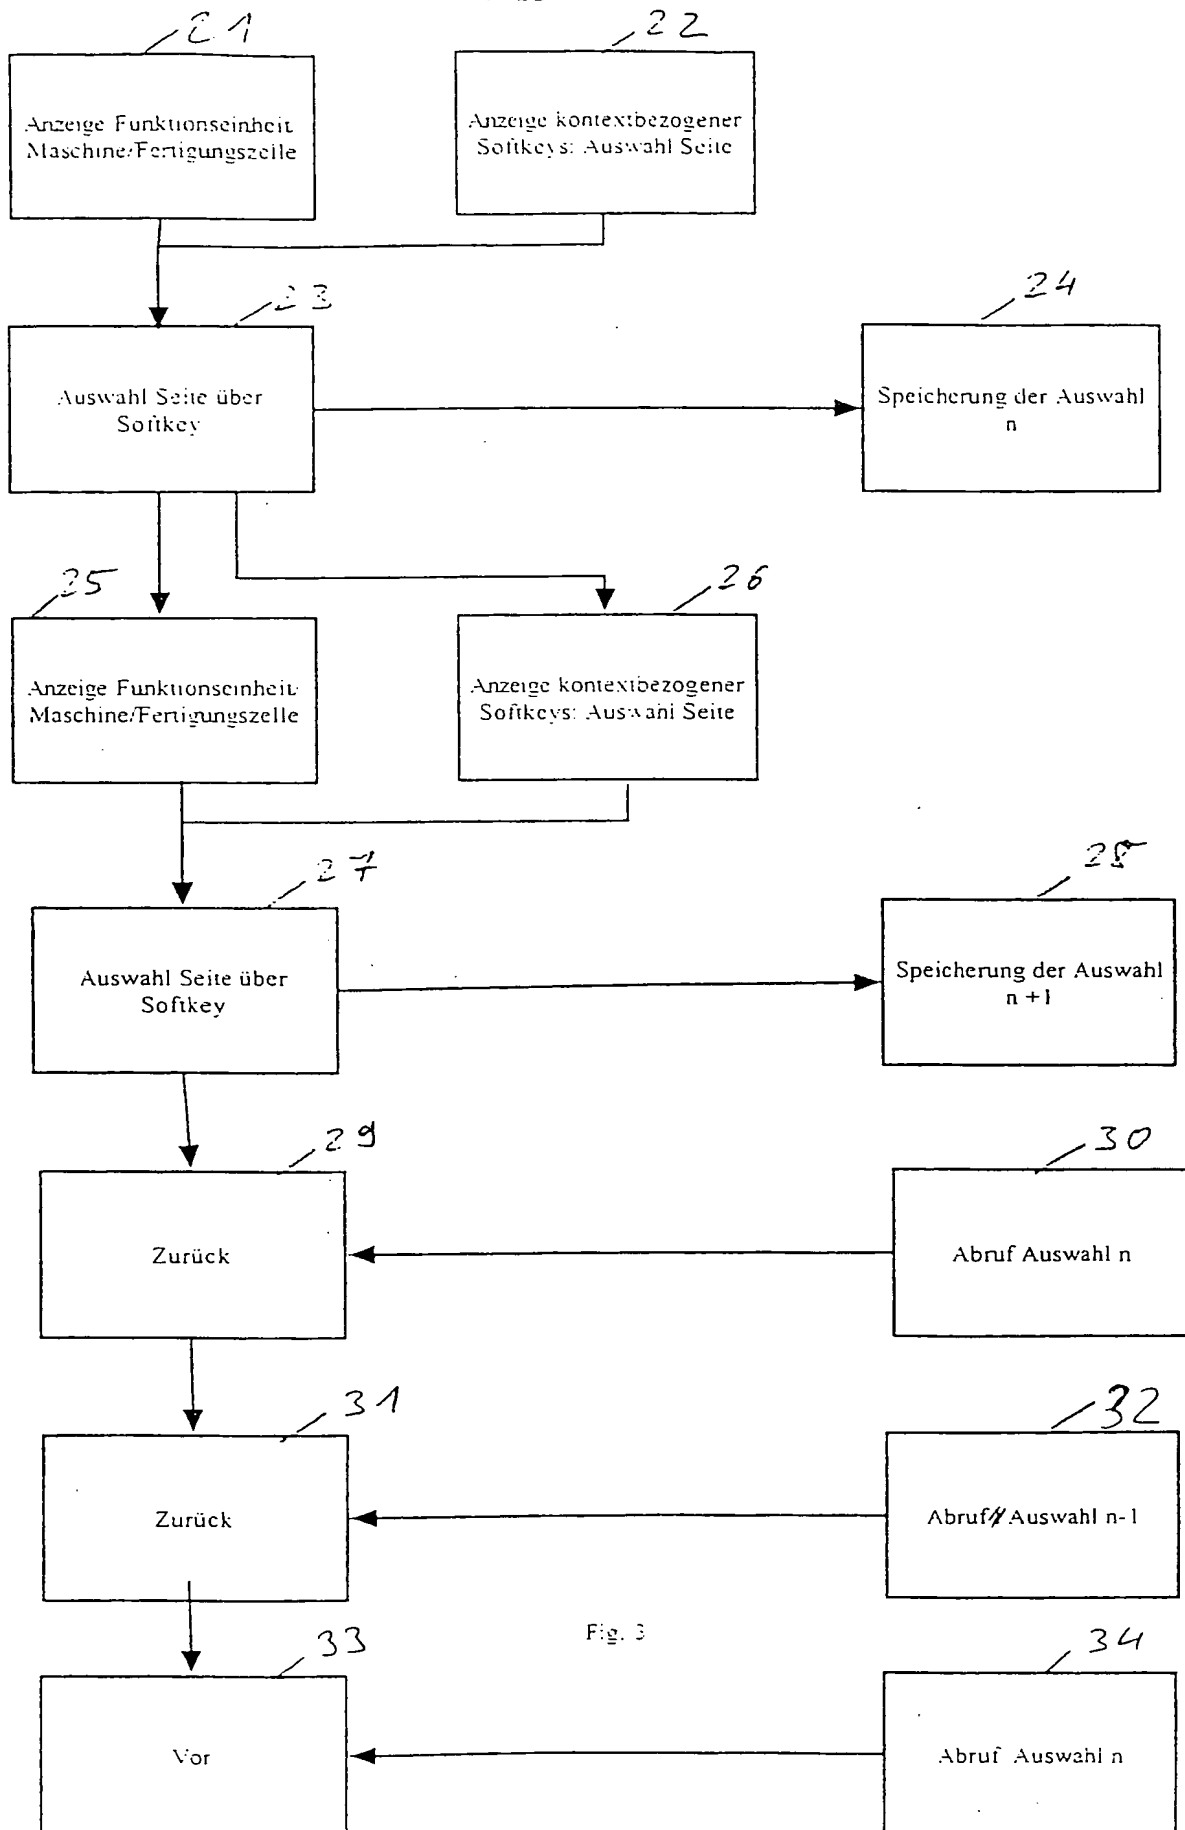 21
22
Anzeige Funktionseinheit
Maschine/Fertigungszelle
Anzeige kontextbezogener
Softkeys: Auswahl Seite
23
24
Auswahl Seite über
Softkey
Speicherung der Auswahl
n
25
26
Anzeige Funktionseinheit
Maschine/Fertigungszelle
Anzeige kontextbezogener
Softkeys: Auswahl Seite
27
28
Auswahl Seite über
Softkey
Speicherung der Auswahl
n +1
29
30
Zurück
Abruf Auswahl n
31
32
Zurück
Abruf Auswahl n-1
Fig. 3
33
34
Vor
Abruf Auswahl n